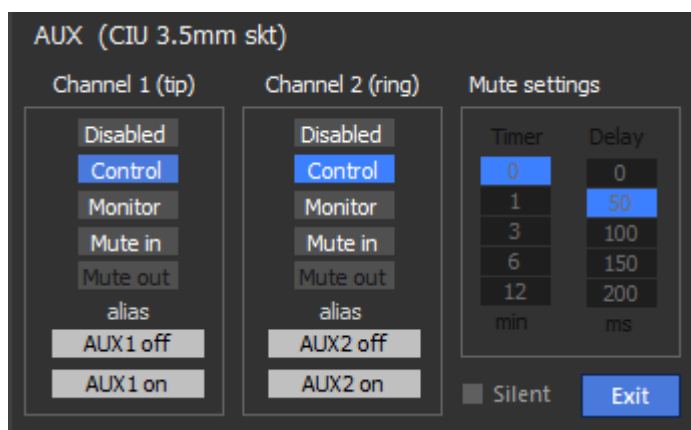 AUX (CIU 3.5mm skt)
Channel 1 (tip)
Disabled
Control
Monitor
Mute in
Mute out
alias
AUX1 off
AUX1 on
Channel 2 (ring)
Disabled
Control
Monitor
Mute in
Mute out
alias
AUX2 off
AUX2 on
Mute settings
Timer Delay
0 0
1 50
3 100
6 150
12 200
min ms
Silent
Exit